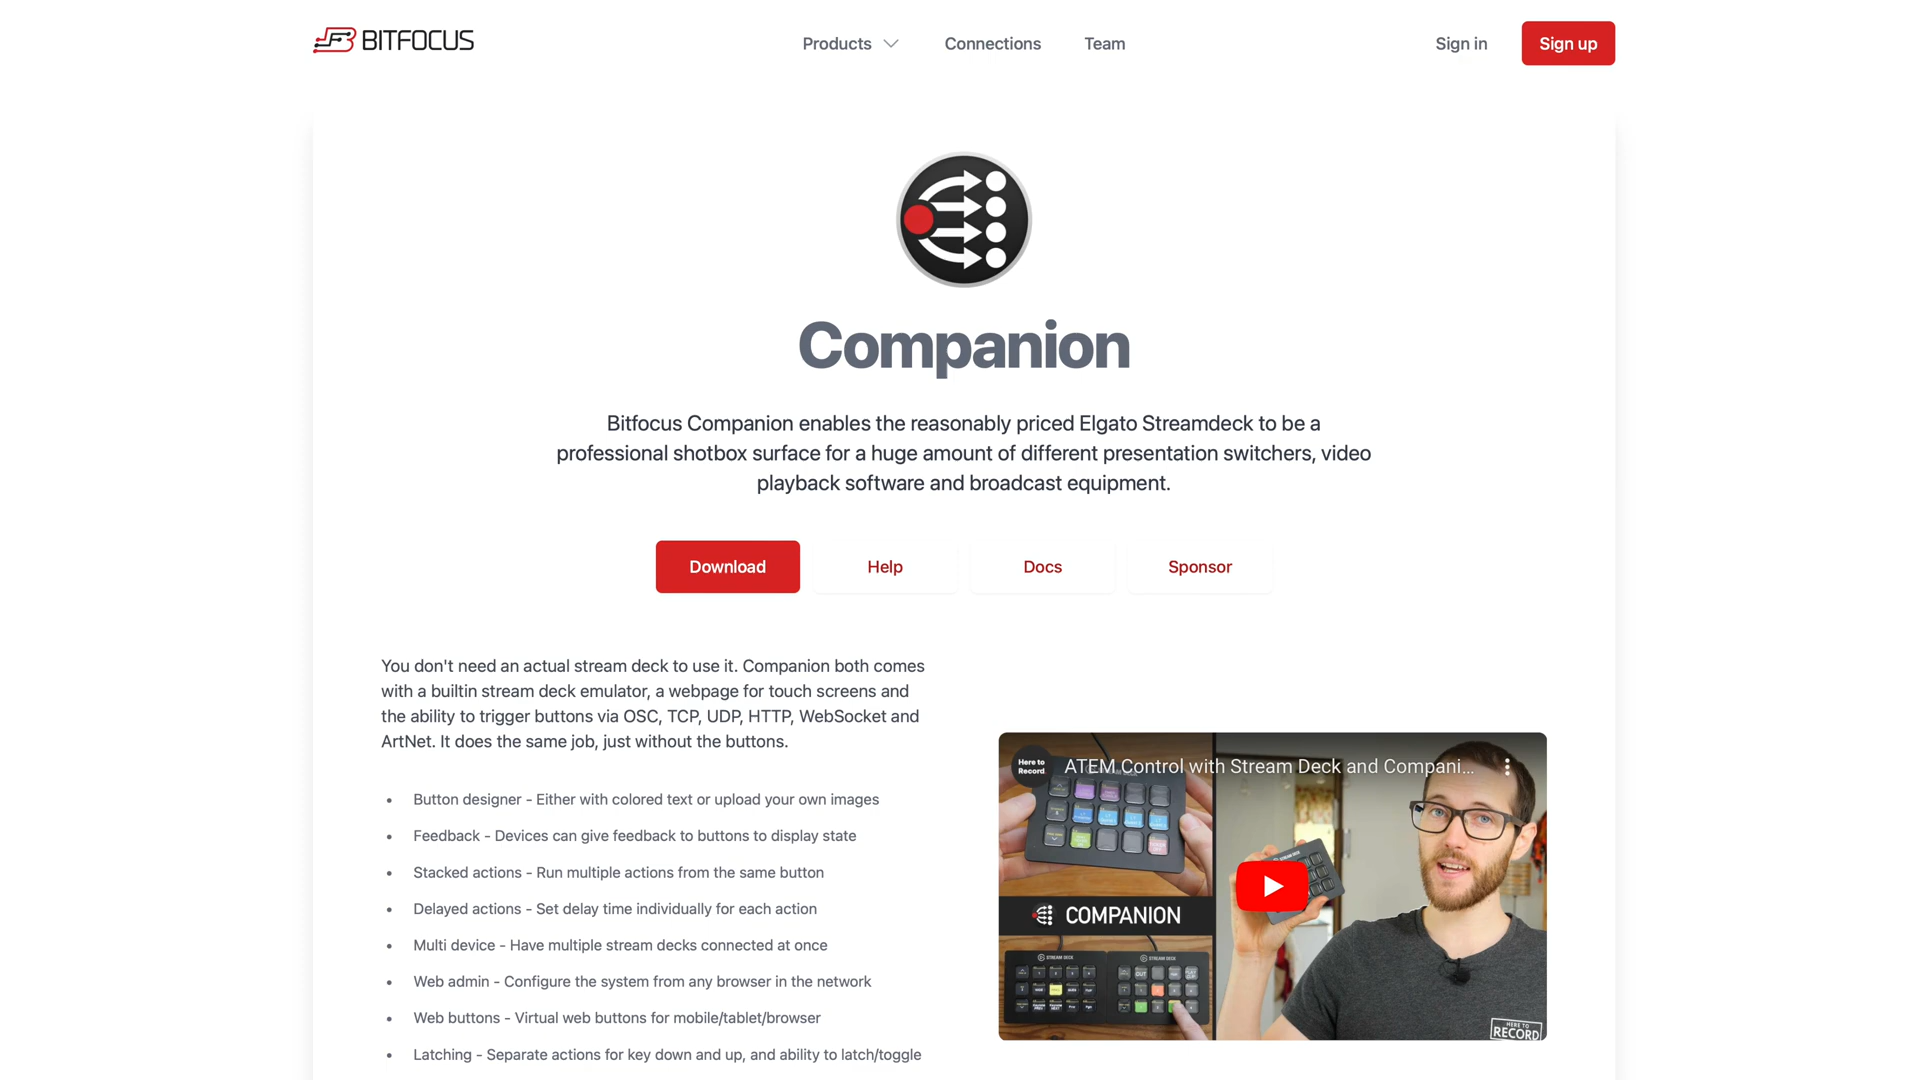 BITFOCUS
Products
Connections
Team
Sign in
Sign up
Companion
Bitfocus Companion enables the reasonably priced Elgato Streamdeck to be a
professional shotbox surface for a huge amount of different presentation switchers, video
playback software and broadcast equipment.
Download
Help
Docs
Sponsor
You don't need an actual stream deck to use it. Companion both comes
with a builtin stream deck emulator, a webpage for touch screens and
the ability to trigger buttons via OSC, TCP, UDP, HTTP, WebSocket and
ArtNet. It does the same job, just without the buttons.
• Button designer - Either with colored text or upload your own images
• Feedback - Devices can give feedback to buttons to display state
• Stacked actions - Run multiple actions from the same button
• Delayed actions - Set delay time individually for each action
• Multi device - Have multiple stream decks connected at once
• Web admin - Configure the system from any browser in the network
• Web buttons - Virtual web buttons for mobile/tablet/browser
• Latching - Separate actions for key down and up, and ability to latch/toggle
Here to
Record
ATEM Control with Stream Deck and Compani...
COMPANION
STREAM DECK
STREAM DECK
HERE TO
RECORD